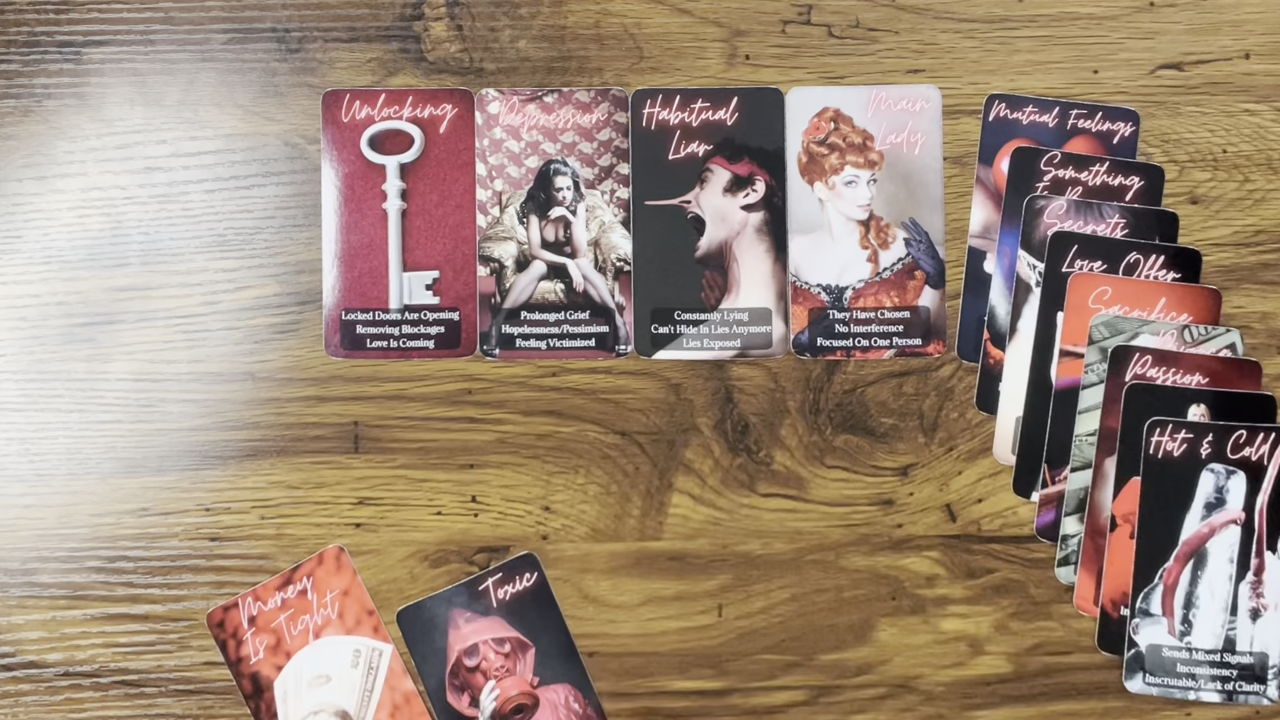 Unlocking
Locked Doors Are Opening
Removing Blockages
Love Is Coming
Depression
Prolonged Grief
Hopelessness/Pessimism
Feeling Victimized
Habitual
Liar
Constantly Lying
Can't Hide In Lies Anymore
Lies Exposed
Main
Lady
They Have Chosen
No Interference
Focused On One Person
Mutual Feelings
Something
Secrets
Love Offer
Sacrifice
Passion
Hot & Cold
Sends Mixed Signals
Inconsistency
Inscrutable/Lack of Clarity
Money
Is Tight
Toxic